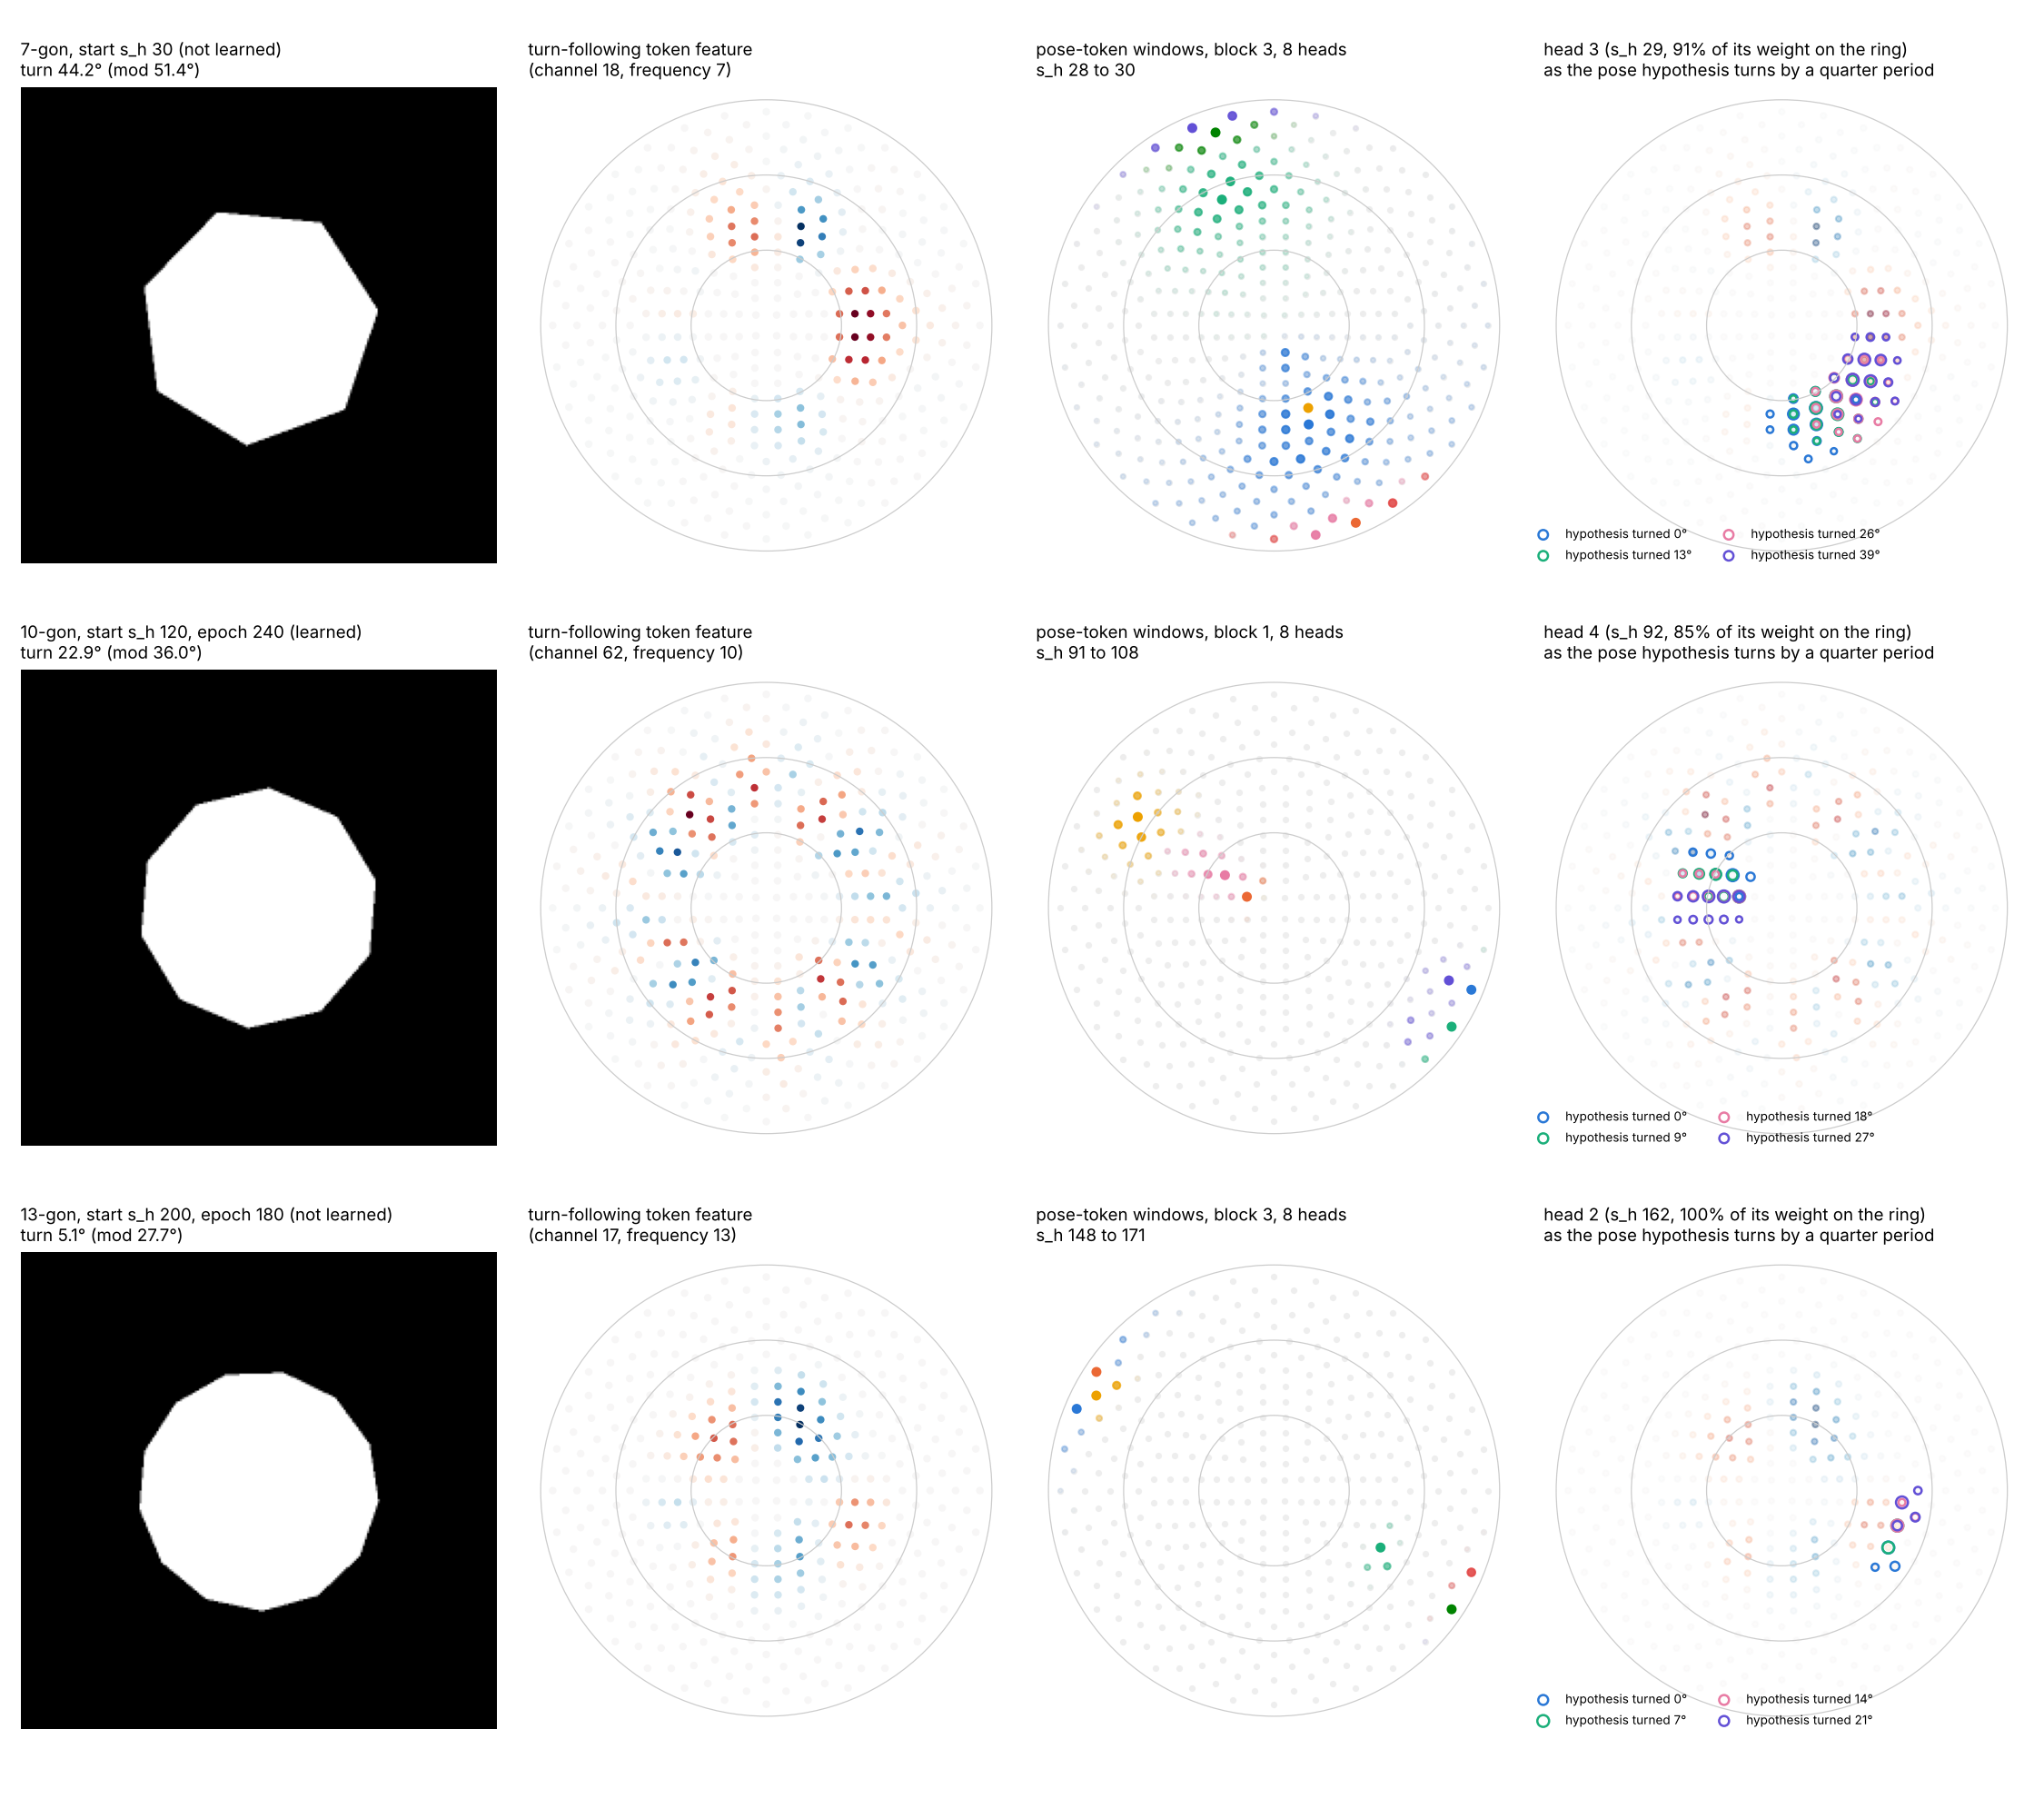 7-gon, start s_h 30 (not learned)
turn 44.2° (mod 51.4°)
turn-following token feature
(channel 18, frequency 7)
pose-token windows, block 3, 8 heads
s_h 28 to 30
head 3 (s_h 29, 91% of its weight on the ring)
as the pose hypothesis turns by a quarter period
hypothesis turned 0°
hypothesis turned 26°
hypothesis turned 13°
hypothesis turned 39°
10-gon, start s_h 120, epoch 240 (learned)
turn 22.9° (mod 36.0°)
turn-following token feature
(channel 62, frequency 10)
pose-token windows, block 1, 8 heads
s_h 91 to 108
head 4 (s_h 92, 85% of its weight on the ring)
as the pose hypothesis turns by a quarter period
hypothesis turned 0°
hypothesis turned 18°
hypothesis turned 9°
hypothesis turned 27°
13-gon, start s_h 200, epoch 180 (not learned)
turn 5.1° (mod 27.7°)
turn-following token feature
(channel 17, frequency 13)
pose-token windows, block 3, 8 heads
s_h 148 to 171
head 2 (s_h 162, 100% of its weight on the ring)
as the pose hypothesis turns by a quarter period
hypothesis turned 0°
hypothesis turned 14°
hypothesis turned 7°
hypothesis turned 21°